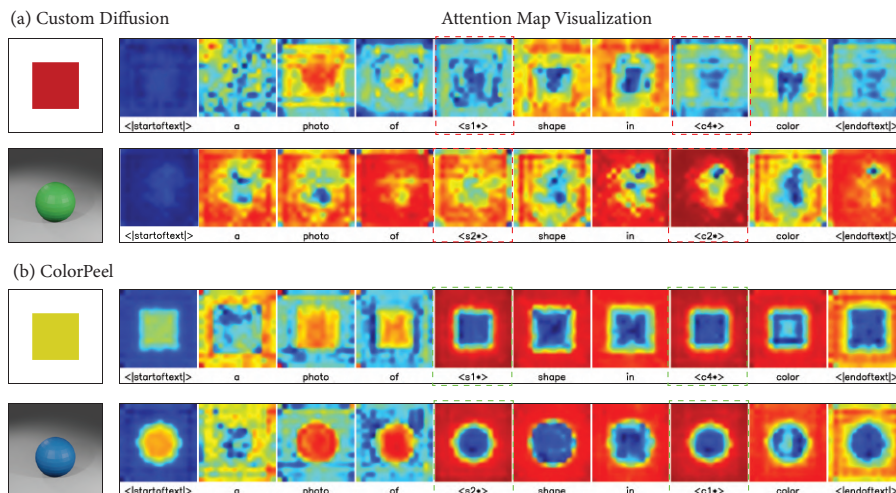 (a) Custom Diffusion Attention Map Visualization
<|startoftext|> a photo of <s1*> shape in <c4*> color <|endoftext|>
<|startoftext|> a photo of <s2*> shape in <c2*> color <|endoftext|>
(b) ColorPeel
<|startoftext|> a photo of <s1*> shape in <c4*> color <|endoftext|>
<|startoftext|> a photo of <s2*> shape in <c1*> color <|endoftext|>